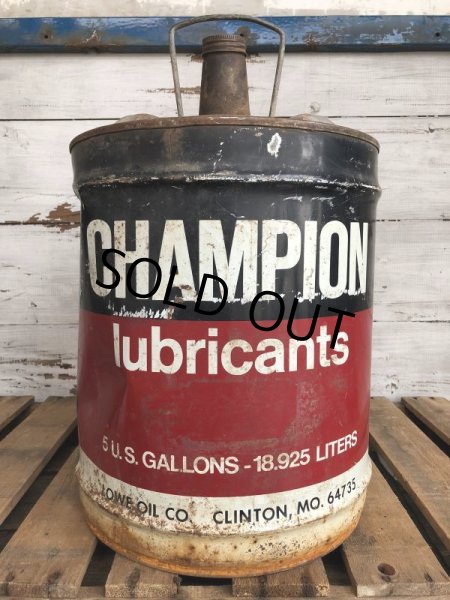 CHAMPION
SOLD OUT
lubricants
5 U.S. GALLONS - 18.925 LITERS
LOWE OIL CO CLINTON, MO. 64735